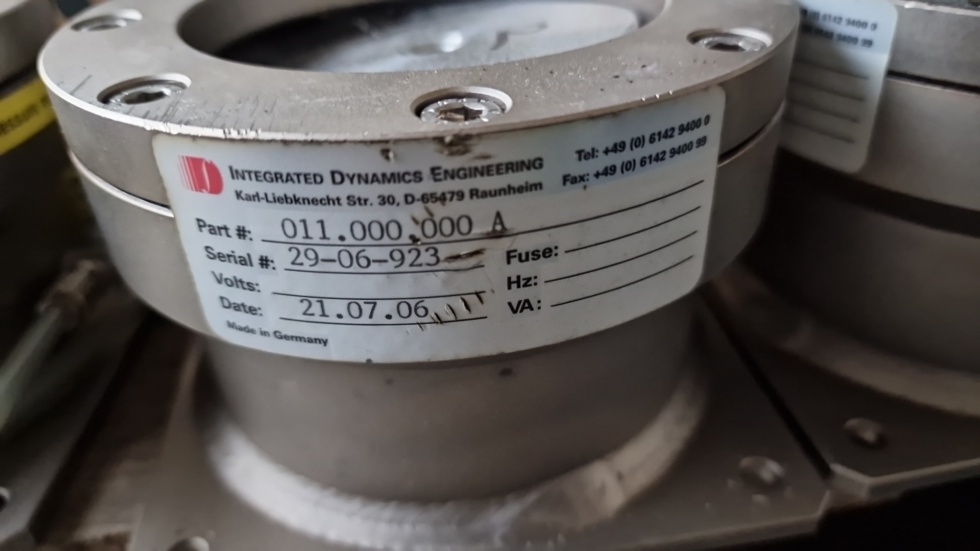 INTEGRATED DYNAMICS ENGINEERING
Karl-Liebknecht Str. 30, D-65479 Raunheim
Tel: +49 (0) 6142 9400 0
Fax: +49 (0) 6142 9400 99
Part #: 011.000.000 A
Serial #: 29-06-923
Fuse:
Volts:
Hz:
Date: 21.07.06
VA:
Made in Germany